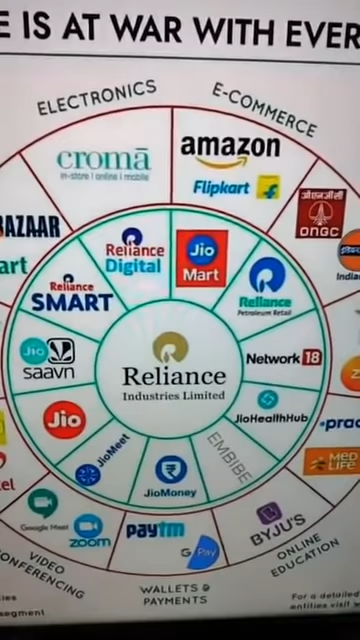 E IS AT WAR WITH EVER
ELECTRONICS
E-COMMERCE
cromā
in-store | online | mobile
amazon
Flipkart
ओएनजीसी
ONGC
BAZAAR
art
Reliance
Digital
Jio
Mart
Reliance
SMART
Reliance
Petroleum Retail
India
Jio
saavn
Reliance
Industries Limited
Network 18
Jio
JioHealthHub
prac
MED
LIFE
JioMeet
JioMoney
EMBIBE
tel
Google Meet
zoom
paytm
G Pay
BYJU'S
VIDEO
CONFERENCING
WALLETS &
PAYMENTS
ONLINE
EDUCATION
ies
segment
For a detailed
entities visit